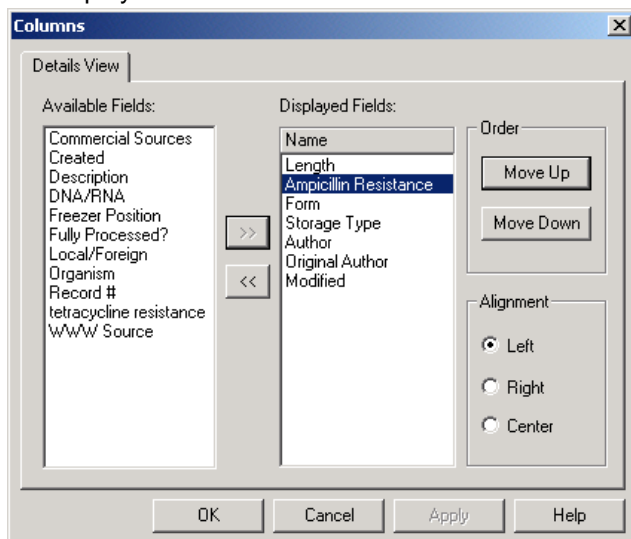 Columns
Details View
Available Fields:
Commercial Sources
Created
Description
DNA/RNA
Freezer Position
Fully Processed?
Local/Foreign
Organism
Record #
tetracycline resistance
WWW Source
>>
<<
Displayed Fields:
Name
Length
Ampicillin Resistance
Form
Storage Type
Author
Original Author
Modified
Order
Move Up
Move Down
Alignment
Left
Right
Center
OK
Cancel
Apply
Help